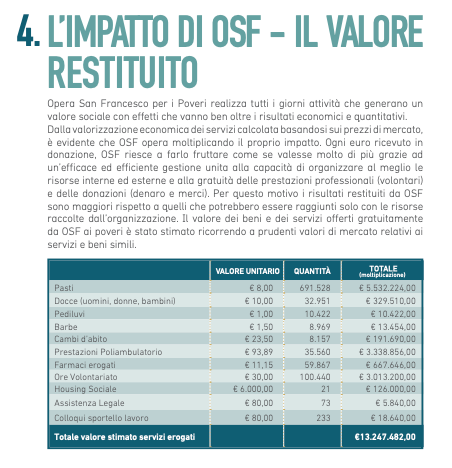 4. L'IMPATTO DI OSF – IL VALORE
RESTITUITO
Opera San Francesco per i Poveri realizza tutti i giorni attività che generano un
valore sociale con effetti che vanno ben oltre i risultati economici e quantitativi.
Dalla valorizzazione economica dei servizi calcolata basandosi sui prezzi di mercato,
è evidente che OSF opera moltiplicando il proprio impatto. Ogni euro ricevuto in
donazione, OSF riesce a farlo fruttare come se valesse molto di più grazie ad
un'efficace ed efficiente gestione unita alla capacità di organizzare al meglio le
risorse interne ed esterne e alla gratuità delle prestazioni professionali (volontari)
e delle donazioni (denaro e merci). Per questo motivo i risultati restituiti da OSF
sono maggiori rispetto a quelli che potrebbero essere raggiunti solo con le risorse
raccolte dall'organizzazione. Il valore dei beni e dei servizi offerti gratuitamente
da OSF ai poveri è stato stimato ricorrendo a prudenti valori di mercato relativi ai
servizi e beni simili.
VALORE UNITARIO QUANTITÀ TOTALE
(moltiplicazione)
Pasti € 8,00 691.528 € 5.532.224,00
Docce (uomini, donne, bambini) € 10,00 32.951 € 329.510,00
Pediluvi € 1,00 10.422 € 10.422,00
Barbe € 1,50 8.969 € 13.454,00
Cambi d'abito € 23,50 8.157 € 191.690,00
Prestazioni Poliambulatorio € 93,89 35.560 € 3.338.856,00
Farmaci erogati € 11,15 59.867 € 667.646,00
Ore Volontariato € 30,00 100.440 € 3.013.200,00
Housing Sociale € 6.000,00 21 € 126.000,00
Assistenza Legale € 80,00 73 € 5.840,00
Colloqui sportello lavoro € 80,00 233 € 18.640,00
Totale valore stimato servizi erogati €13.247.482,00